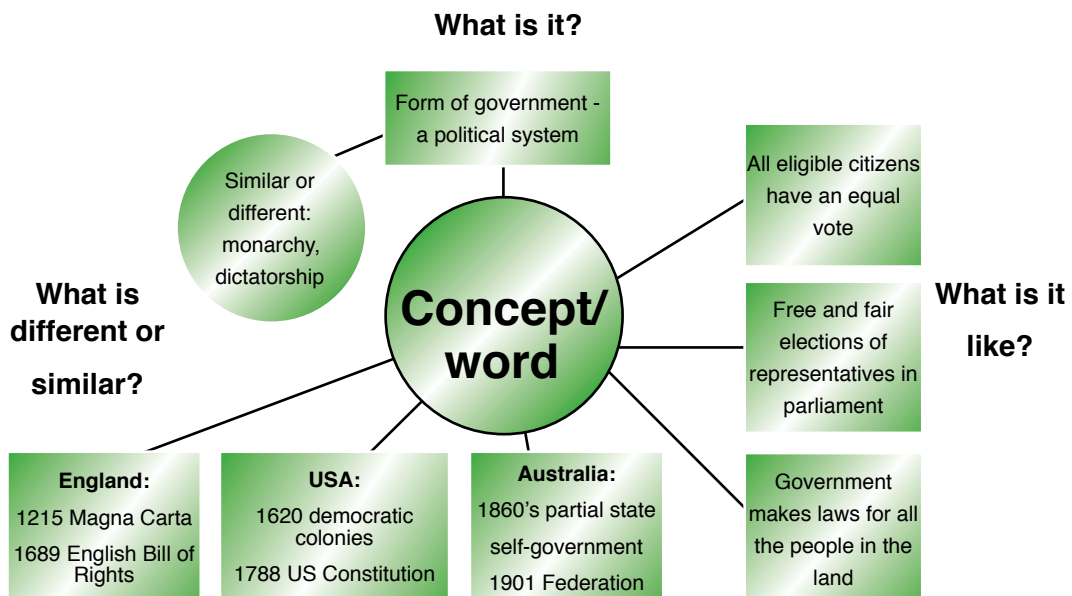 What is it?
Form of government -
a political system
Similar or
different:
monarchy,
dictatorship
What is
different or
similar?
Concept/
word
All eligible citizens
have an equal
vote
Free and fair
elections of
representatives in
parliament
Government
makes laws for all
the people in the
land
What is it
like?
England:
1215 Magna Carta
1689 English Bill of
Rights
USA:
1620 democratic
colonies
1788 US Constitution
Australia:
1860's partial state
self-government
1901 Federation